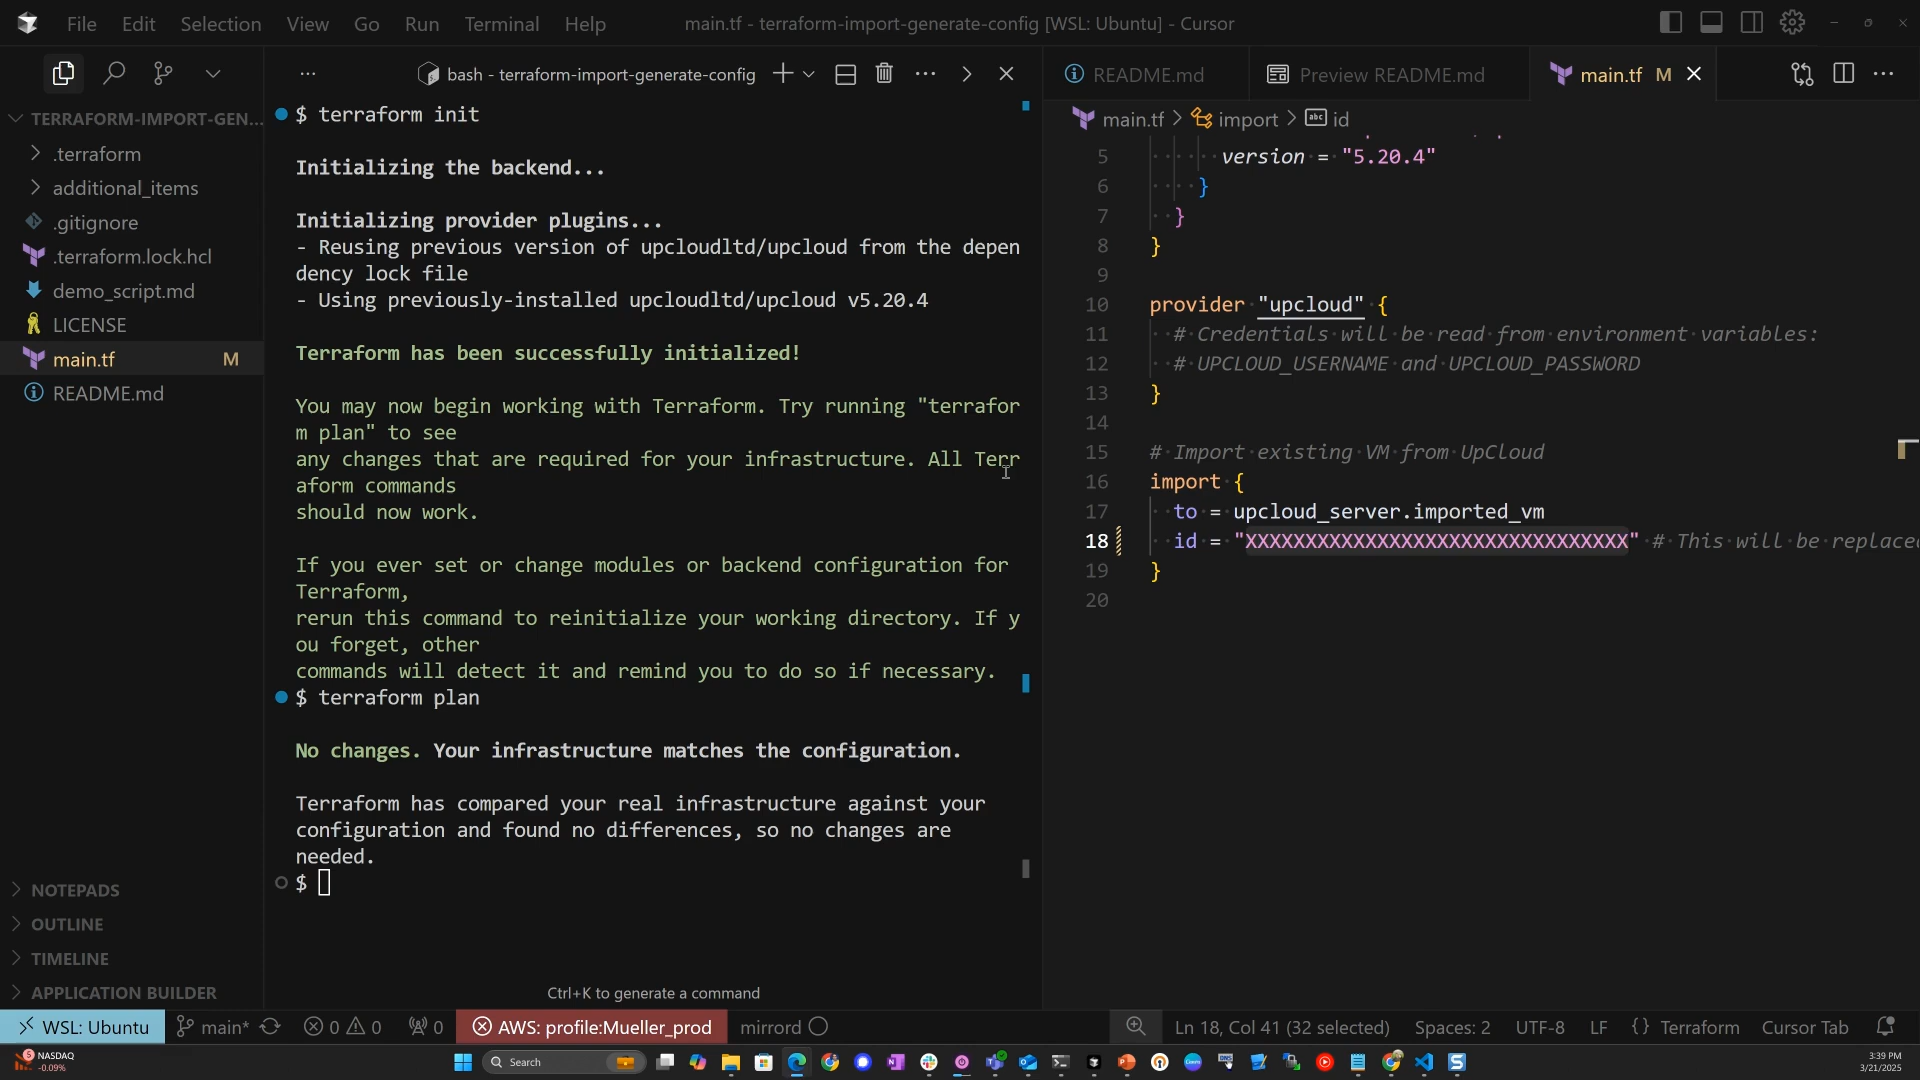 File Edit Selection View Go Run Terminal Help
main.tf - terraform-import-generate-config [WSL: Ubuntu] - Cursor
TERRAFORM-IMPORT-GEN...
.terraform
additional_items
.gitignore
.terraform.lock.hcl
demo_script.md
LICENSE
main.tf M
README.md
NOTEPADS
OUTLINE
TIMELINE
APPLICATION BUILDER
bash - terraform-import-generate-config
$ terraform init
Initializing the backend...
Initializing provider plugins...
- Reusing previous version of upcloudltd/upcloud from the depen
dency lock file
- Using previously-installed upcloudltd/upcloud v5.20.4
Terraform has been successfully initialized!
You may now begin working with Terraform. Try running "terrafor
m plan" to see
any changes that are required for your infrastructure. All Terr
aform commands
should now work.
If you ever set or change modules or backend configuration for
Terraform,
rerun this command to reinitialize your working directory. If y
ou forget, other
commands will detect it and remind you to do so if necessary.
$ terraform plan
No changes. Your infrastructure matches the configuration.
Terraform has compared your real infrastructure against your
configuration and found no differences, so no changes are
needed.
$
Ctrl+K to generate a command
README.md
Preview README.md
main.tf M
main.tf > import > abc id
5 version = "5.20.4"
6 }
7 }
8 }
9
10 provider "upcloud" {
11 # Credentials will be read from environment variables:
12 # UPCLOUD_USERNAME and UPCLOUD_PASSWORD
13 }
14
15 # Import existing VM from UpCloud
16 import {
17 to = upcloud_server.imported_vm
18 id = "XXXXXXXXXXXXXXXXXXXXXXXXXXXXXXXX" # This will be replace
19 }
20
WSL: Ubuntu main* 0 0 0 AWS: profile:Mueller_prod mirrord Ln 18, Col 41 (32 selected) Spaces: 2 UTF-8 LF {} Terraform Cursor Tab
5 NASDAQ
-0.09%
Search
3:39 PM
3/21/2025